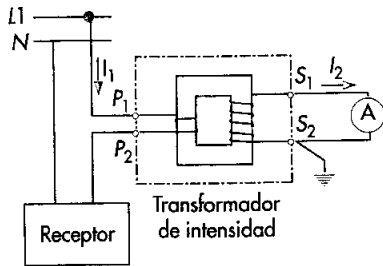 L1
N
I1
P1
P2
S1
I2
S2
A
Receptor
Transformador
de intensidad